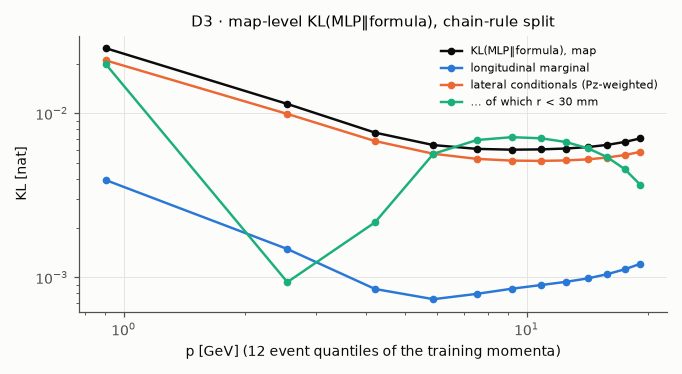 D3 · map-level KL(MLP∥formula), chain-rule split
KL(MLP∥formula), map
longitudinal marginal
lateral conditionals (Pz-weighted)
... of which r < 30 mm
KL [nat]
10⁻²
10⁻³
10⁰
10¹
p [GeV] (12 event quantiles of the training momenta)